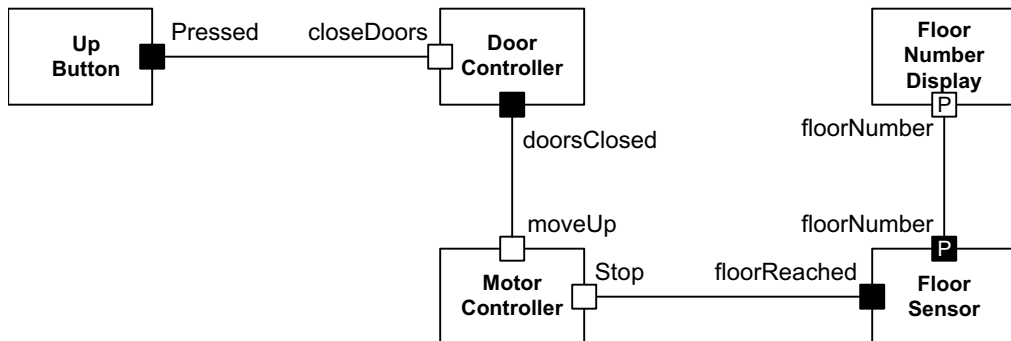 Up
Button
Pressed
closeDoors
Door
Controller
Floor
Number
Display
P
floorNumber
doorsClosed
moveUp
floorNumber
P
Motor
Controller
Stop
floorReached
Floor
Sensor